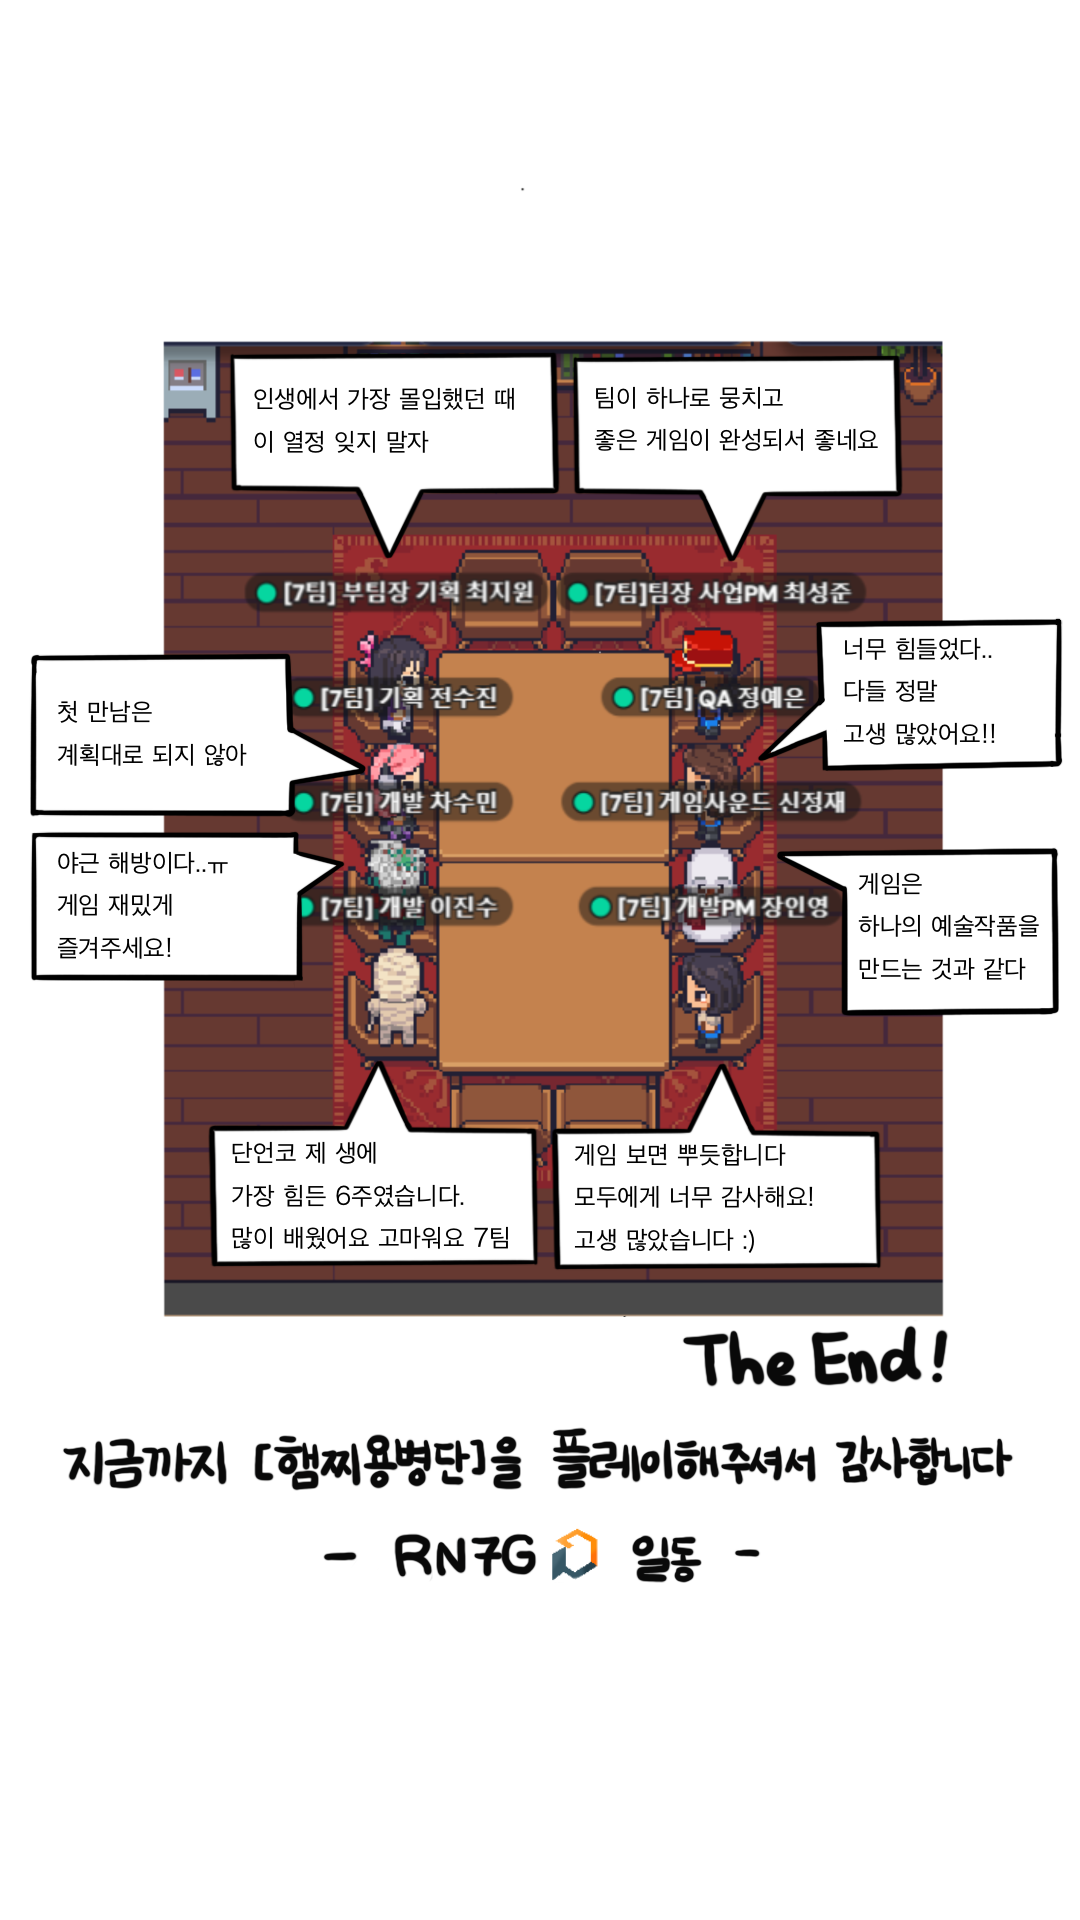 인생에서 가장 몰입했던 때
이 열정 잊지 말자
팀이 하나로 뭉치고
좋은 게임이 완성되서 좋네요
[7팀] 부팀장 기획 최지원
[7팀]팀장 사업PM 최성준
첫 만남은
계획대로 되지 않아
[7팀] 기획 전수진
[7팀] QA 정예은
너무 힘들었다..
다들 정말
고생 많았어요!!
[7팀] 개발 차수민
[7팀] 게임사운드 신정재
야근 해방이다..ㅠ
게임 재밌게
즐겨주세요!
[7팀] 개발 이진수
[7팀] 개발PM 장인영
게임은
하나의 예술작품을
만드는 것과 같다
단언코 제 생에
가장 힘든 6주였습니다.
많이 배웠어요 고마워요 7팀
게임 보면 뿌듯합니다
모두에게 너무 감사해요!
고생 많았습니다 :)
The End!
지금까지 [햄찌용병단]을 플레이해주셔서 감사합니다
- RN7G 일동 -